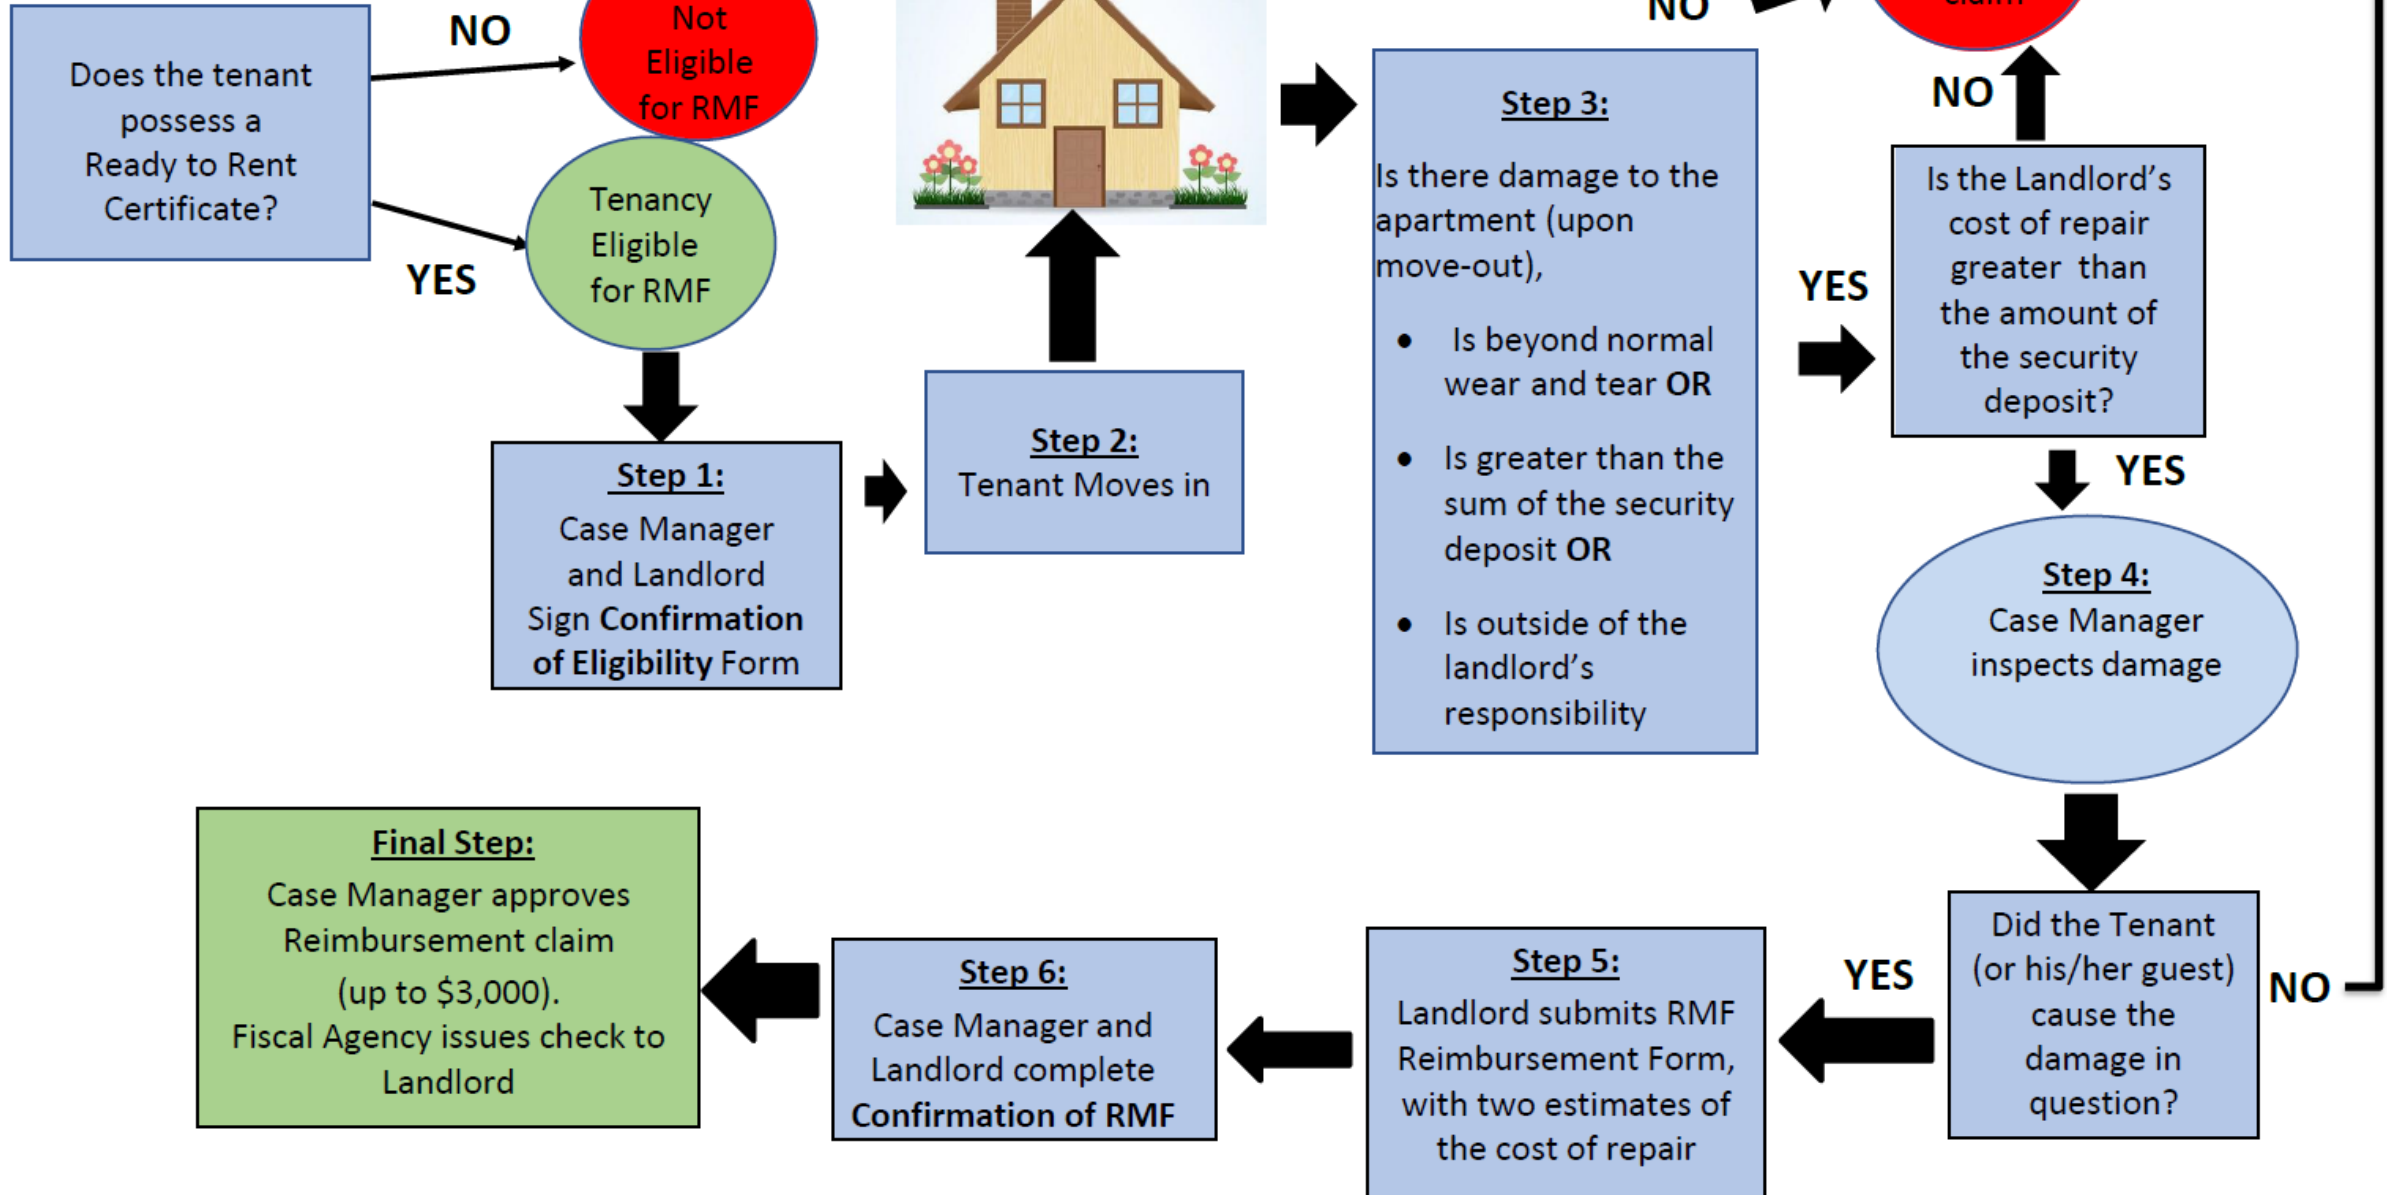 Does the tenant
possess a
Ready to Rent
Certificate?
NO
Not
Eligible
for RMF
YES
Tenancy
Eligible
for RMF
Step 1:
Case Manager
and Landlord
Sign Confirmation
of Eligibility Form
Step 2:
Tenant Moves in
Step 3:
Is there damage to the
apartment (upon
move-out),
• Is beyond normal
wear and tear OR
• Is greater than the
sum of the security
deposit OR
• Is outside of the
landlord’s
responsibility
NO
claim
YES
NO
Is the Landlord’s
cost of repair
greater than
the amount of
the security
deposit?
YES
Step 4:
Case Manager
inspects damage
Did the Tenant
(or his/her guest)
cause the
damage in
question?
NO
YES
Step 5:
Landlord submits RMF
Reimbursement Form,
with two estimates of
the cost of repair
Step 6:
Case Manager and
Landlord complete
Confirmation of RMF
Final Step:
Case Manager approves
Reimbursement claim
(up to $3,000).
Fiscal Agency issues check to
Landlord